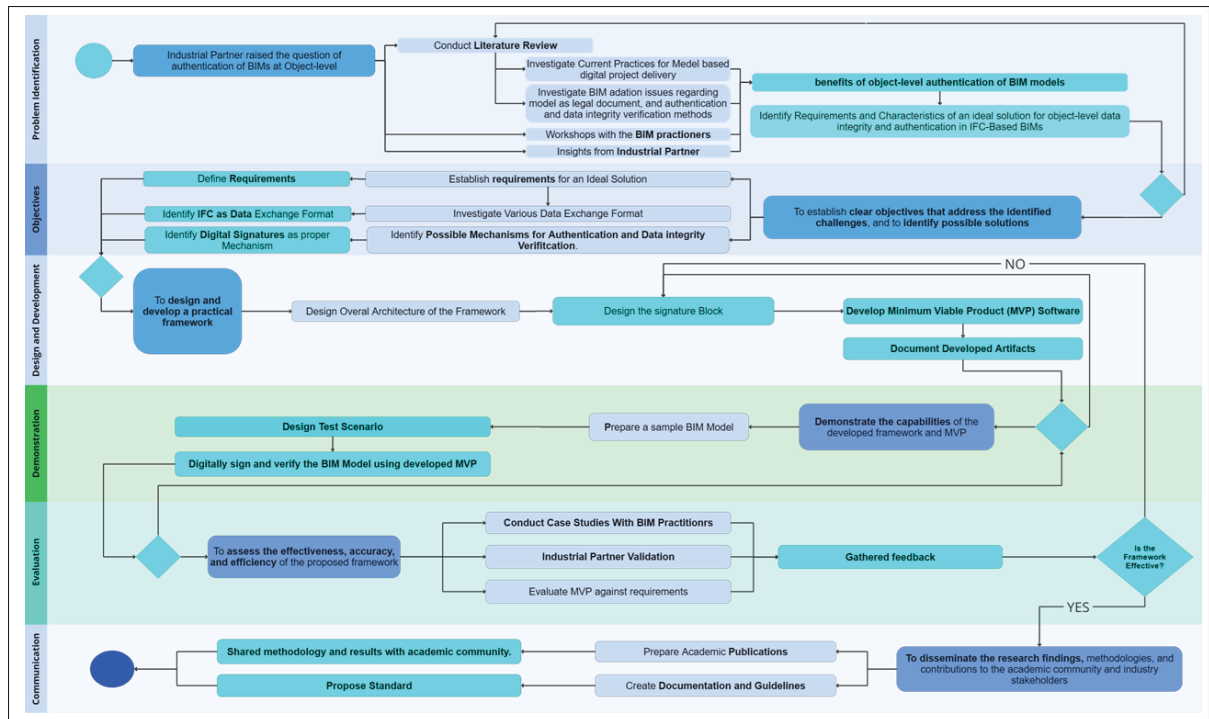 Problem Identification
Industrial Partner raised the question of
authentication of BIMs at Object-level
Conduct Literature Review
Investigate Current Practices for Medel based
digital project delivery
Investigate BIM adation issues regarding
model as legal document, and authentication
and data integrity verification methods
Workshops with the BIM practioners
Insights from Industrial Partner
benefits of object-level authentication of BIM models
Identify Requirements and Characteristics of an ideal solution for object-level data
integrity and authentication in IFC-Based BIMs
Objectives
To establish clear objectives that address the identified
challenges, and to identify possible solutions
Establish requirements for an Ideal Solution
Investigate Various Data Exchange Format
Identify Possible Mechanisms for Authentication and Data integrity
Verifitcation.
Define Requirements
Identify IFC as Data Exchange Format
Identify Digital Signatures as proper
Mechanism
Design and Development
To design and
develop a practical
framework
Design Overal Architecture of the Framework
Design the signature Block
Develop Minimum Viable Product (MVP) Software
Document Developed Artifacts
NO
Demonstration
Demonstrate the capabilities of the
developed framework and MVP
Prepare a sample BIM Model
Design Test Scenario
Digitally sign and verify the BIM Model using developed MVP
Evaluation
To assess the effectiveness, accuracy,
and efficiency of the proposed framework
Conduct Case Studies With BIM Practitionrs
Industrial Partner Validation
Evaluate MVP against requirements
Gathered feedback
Is the
Framework
Effective?
YES
Communication
To disseminate the research findings, methodologies, and
contributions to the academic community and industry
stakeholders
Prepare Academic Publications
Create Documentation and Guidelines
Shared methodology and results with academic community.
Propose Standard